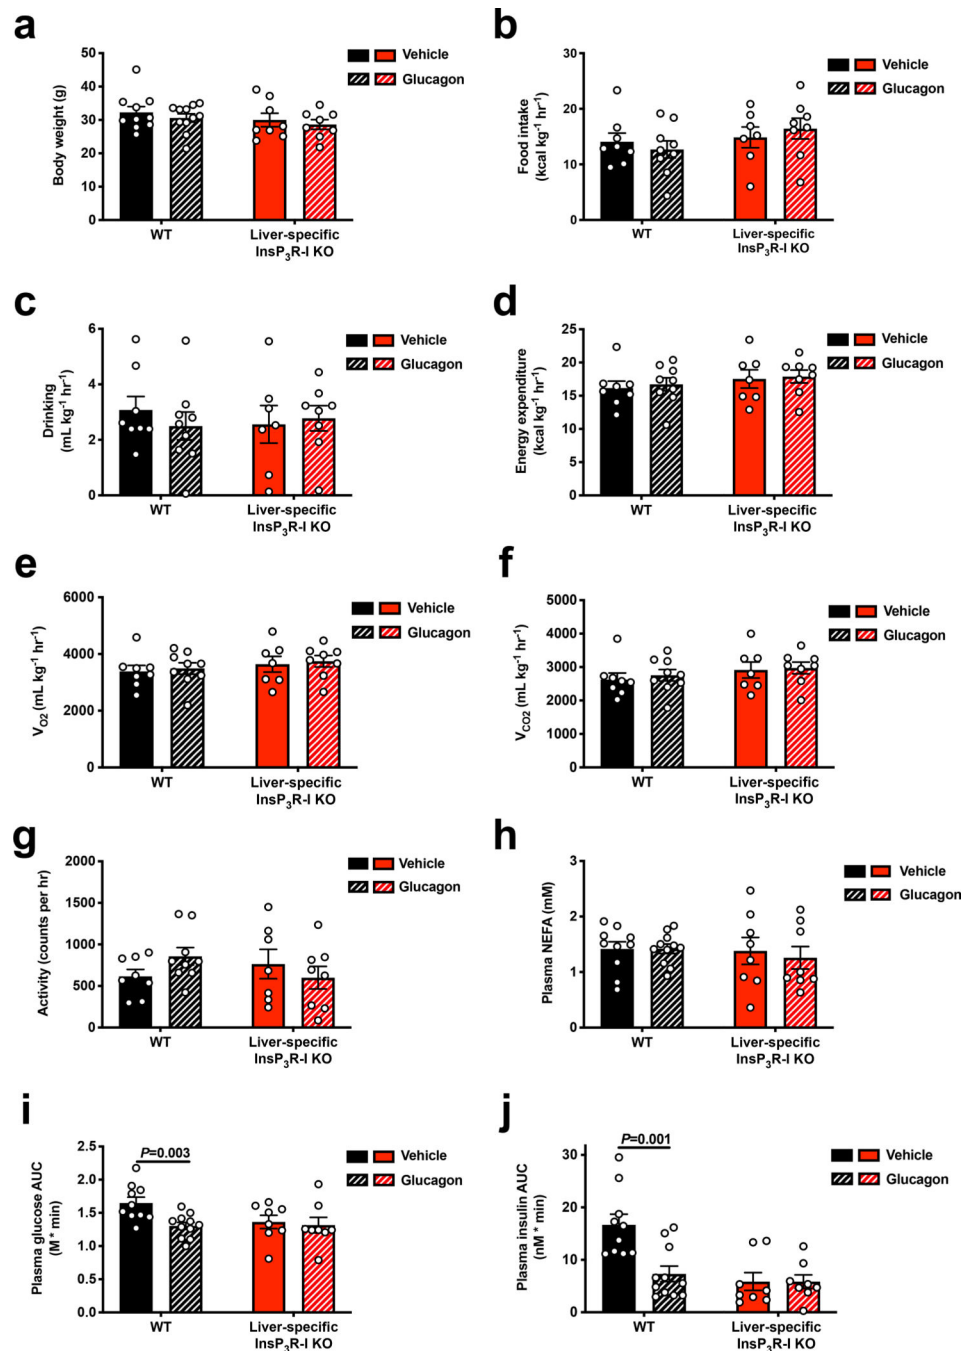 a
Body weight (g)
50
40
30
20
10
0
WT
Liver-specific
InsP3R-I KO
Vehicle
Glucagon
b
Food intake
(kcal kg-1 hr-1)
30
20
10
0
WT
Liver-specific
InsP3R-I KO
Vehicle
Glucagon
c
Drinking
(mL kg-1 hr-1)
6
4
2
0
WT
Liver-specific
InsP3R-I KO
Vehicle
Glucagon
d
Energy expenditure
(kcal kg-1 hr-1)
25
20
15
10
5
0
WT
Liver-specific
InsP3R-I KO
Vehicle
Glucagon
e
VO2 (mL kg-1 hr-1)
6000
4000
2000
0
WT
Liver-specific
InsP3R-I KO
Vehicle
Glucagon
f
VCO2 (mL kg-1 hr-1)
5000
4000
3000
2000
1000
0
WT
Liver-specific
InsP3R-I KO
Vehicle
Glucagon
g
Activity (counts per hr)
2000
1500
1000
500
0
WT
Liver-specific
InsP3R-I KO
Vehicle
Glucagon
h
Plasma NEFA (mM)
3
2
1
0
WT
Liver-specific
InsP3R-I KO
Vehicle
Glucagon
i
Plasma glucose AUC
(M * min)
2.5
2.0
1.5
1.0
0.5
0.0
P=0.003
WT
Liver-specific
InsP3R-I KO
Vehicle
Glucagon
j
Plasma insulin AUC
(nM * min)
30
20
10
0
P=0.001
WT
Liver-specific
InsP3R-I KO
Vehicle
Glucagon